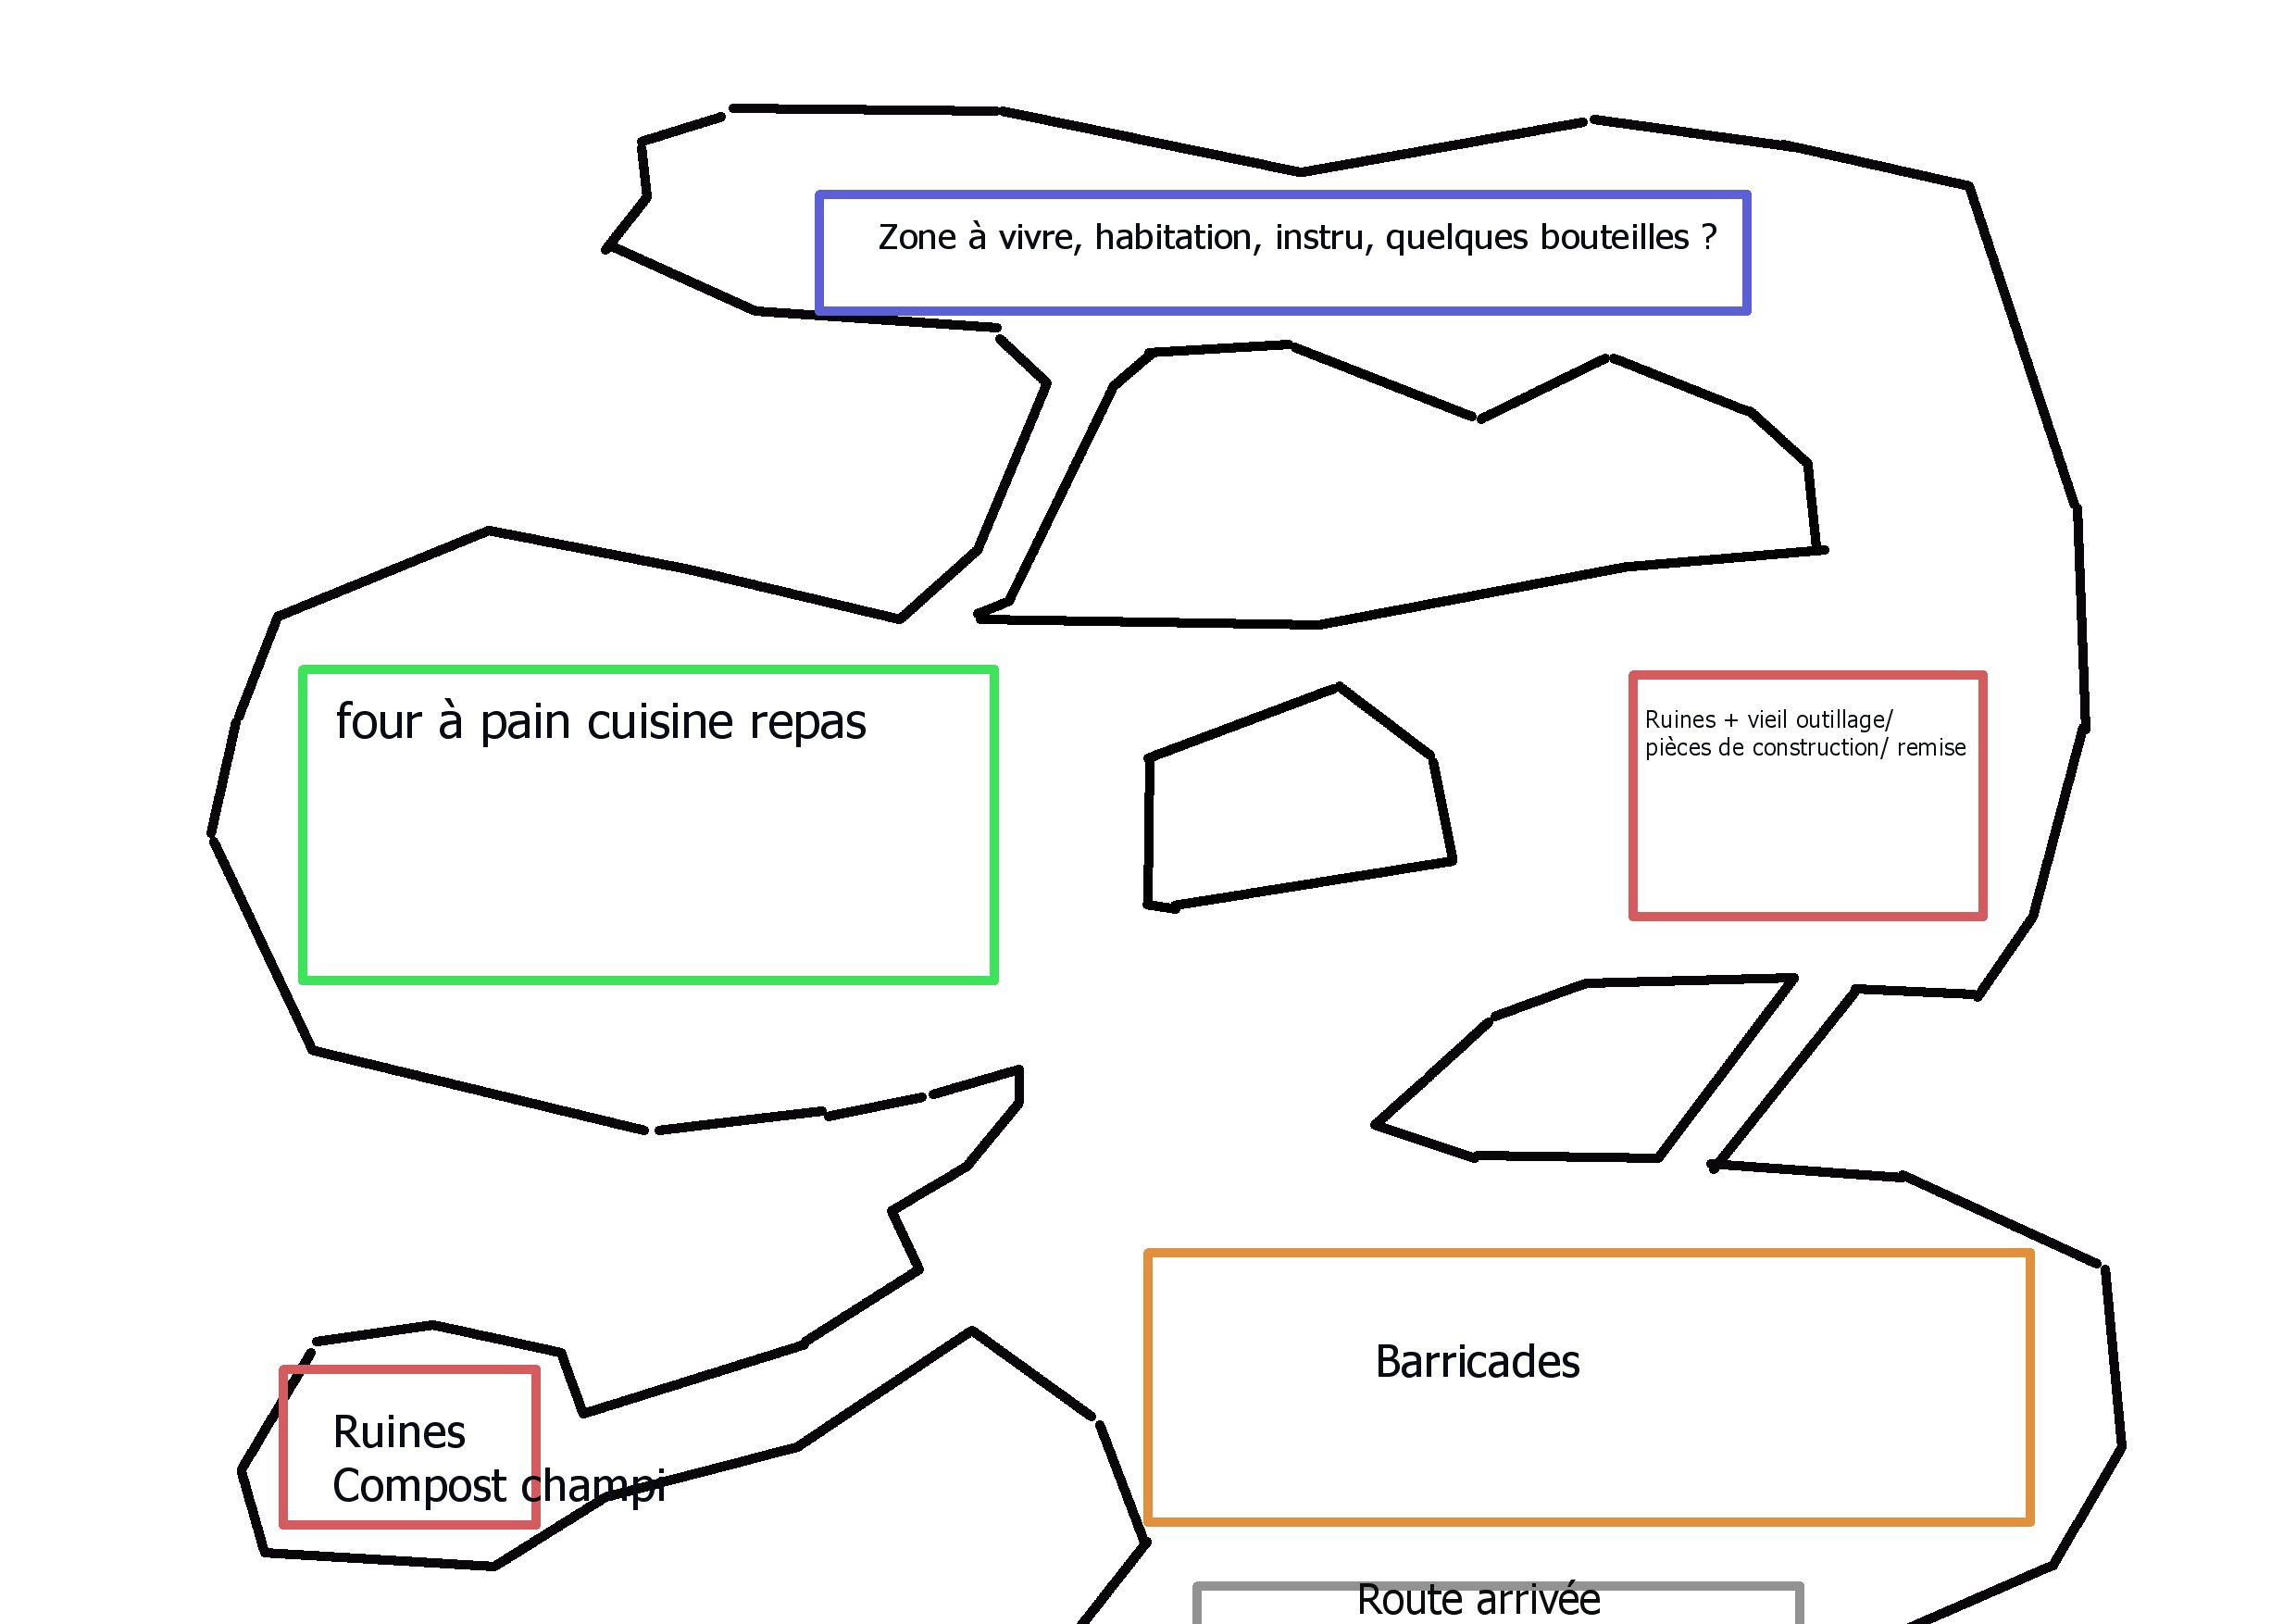 Zone à vivre, habitation, instru, quelques bouteilles ?
four à pain cuisine repas
Ruines + vieil outillage/
pièces de construction/ remise
Barricades
Ruines
Compost champi
Route arrivée